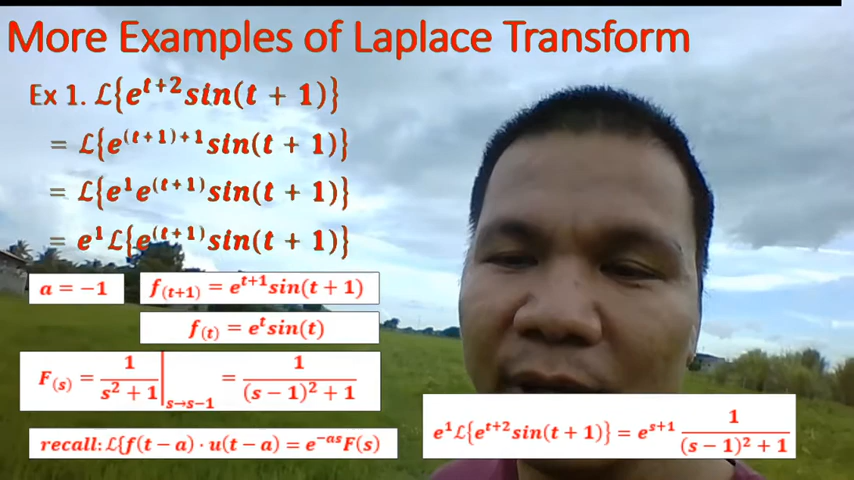 More Examples of Laplace Transform
Ex 1. ℒ{e^{t+2}sin(t + 1)}
= ℒ{e^{(t+1)+1}sin(t + 1)}
= ℒ{e^1e^{(t+1)}sin(t + 1)}
= e^1ℒ{e^{(t+1)}sin(t + 1)}
a = −1
f_{(t+1)} = e^{t+1}sin(t + 1)
f_{(t)} = e^t sin(t)
F_{(s)} = 1/(s^2 + 1)|_{s→s−1} = 1/((s − 1)^2 + 1)
recall: ℒ{f(t − a) · u(t − a) = e^{−as}F(s)
e^1ℒ{e^{t+2}sin(t + 1)} = e^{s+1} 1/((s − 1)^2 + 1)